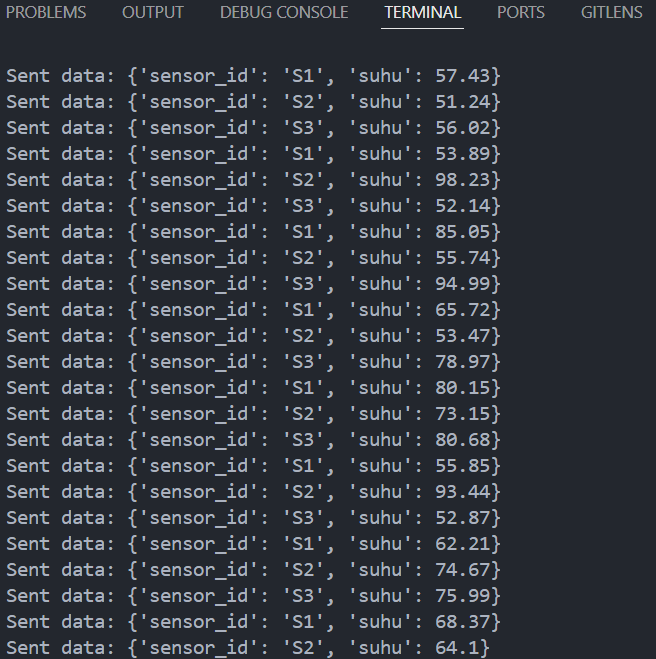 PROBLEMS OUTPUT DEBUG CONSOLE TERMINAL PORTS GITLENS
Sent data: {'sensor_id': 'S1', 'suhu': 57.43}
Sent data: {'sensor_id': 'S2', 'suhu': 51.24}
Sent data: {'sensor_id': 'S3', 'suhu': 56.02}
Sent data: {'sensor_id': 'S1', 'suhu': 53.89}
Sent data: {'sensor_id': 'S2', 'suhu': 98.23}
Sent data: {'sensor_id': 'S3', 'suhu': 52.14}
Sent data: {'sensor_id': 'S1', 'suhu': 85.05}
Sent data: {'sensor_id': 'S2', 'suhu': 55.74}
Sent data: {'sensor_id': 'S3', 'suhu': 94.99}
Sent data: {'sensor_id': 'S1', 'suhu': 65.72}
Sent data: {'sensor_id': 'S2', 'suhu': 53.47}
Sent data: {'sensor_id': 'S3', 'suhu': 78.97}
Sent data: {'sensor_id': 'S1', 'suhu': 80.15}
Sent data: {'sensor_id': 'S2', 'suhu': 73.15}
Sent data: {'sensor_id': 'S3', 'suhu': 80.68}
Sent data: {'sensor_id': 'S1', 'suhu': 55.85}
Sent data: {'sensor_id': 'S2', 'suhu': 93.44}
Sent data: {'sensor_id': 'S3', 'suhu': 52.87}
Sent data: {'sensor_id': 'S1', 'suhu': 62.21}
Sent data: {'sensor_id': 'S2', 'suhu': 74.67}
Sent data: {'sensor_id': 'S3', 'suhu': 75.99}
Sent data: {'sensor_id': 'S1', 'suhu': 68.37}
Sent data: {'sensor_id': 'S2', 'suhu': 64.1}